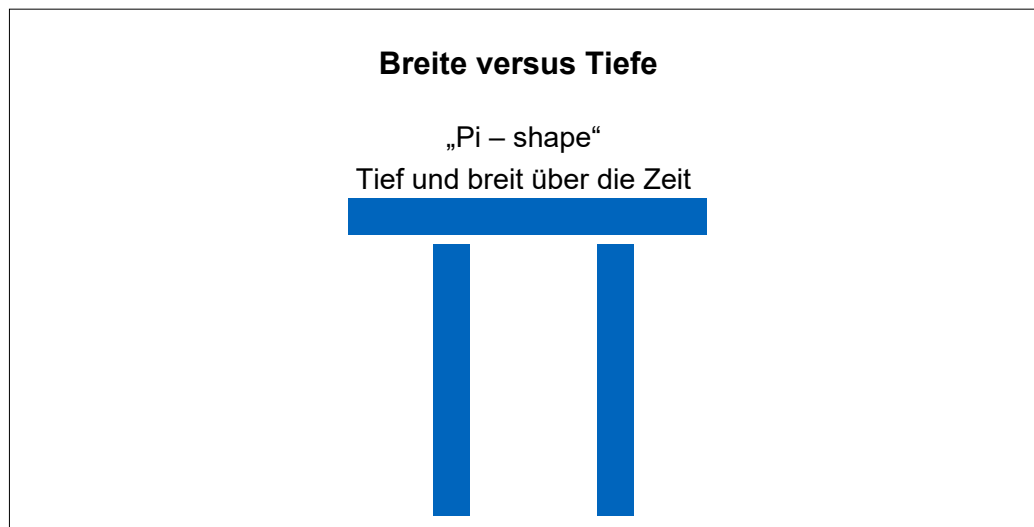 Breite versus Tiefe
„Pi – shape“
Tief und breit über die Zeit